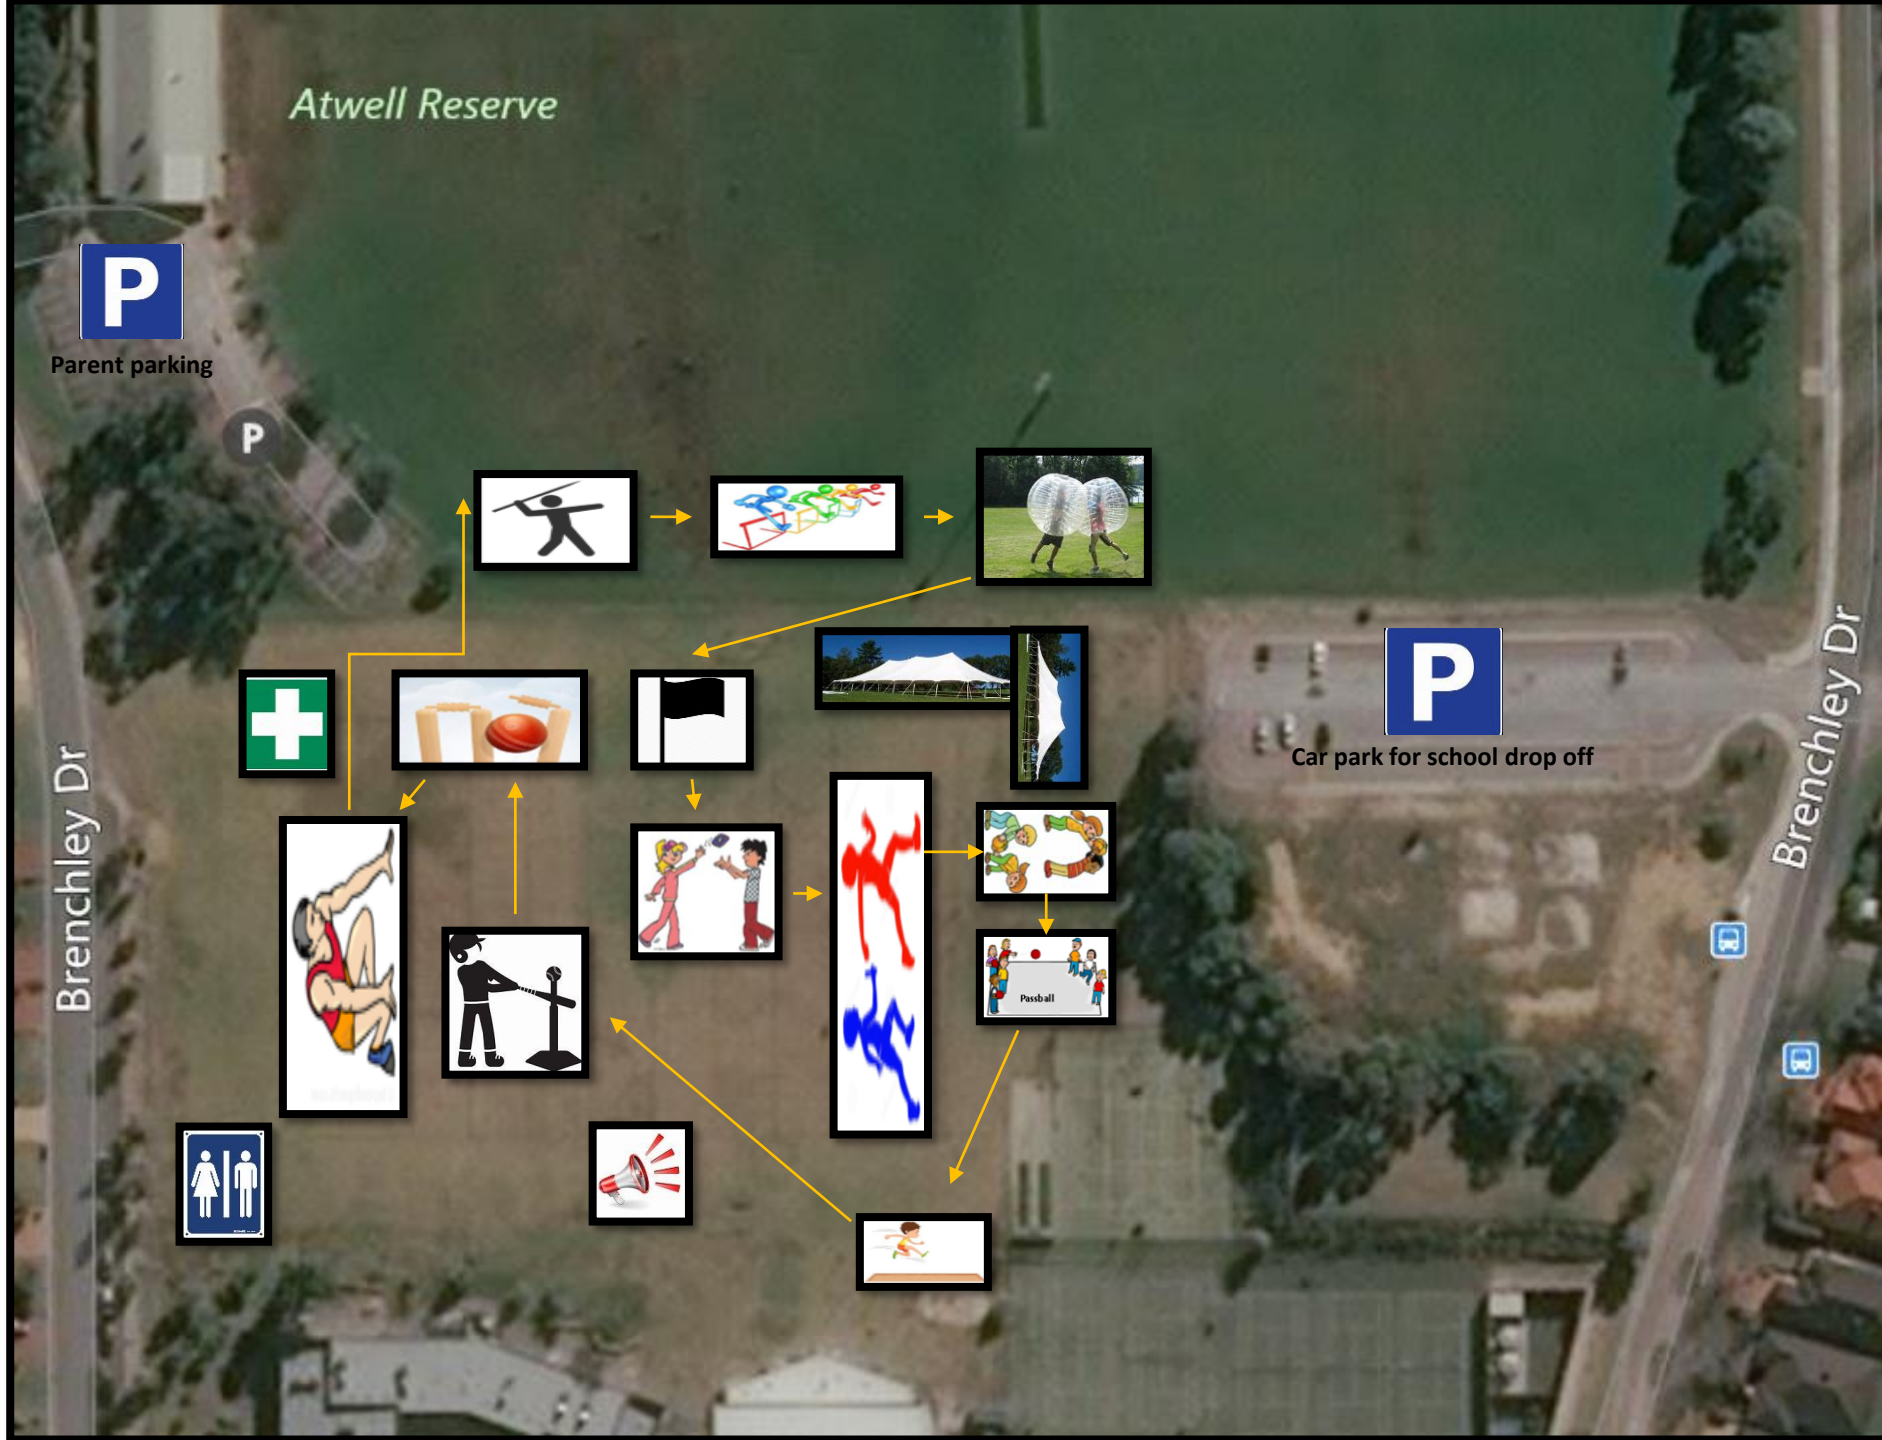 Atwell Reserve
P
Parent parking
P
P
Car park for school drop off
Brenchley Dr
Brenchley Dr
Passball